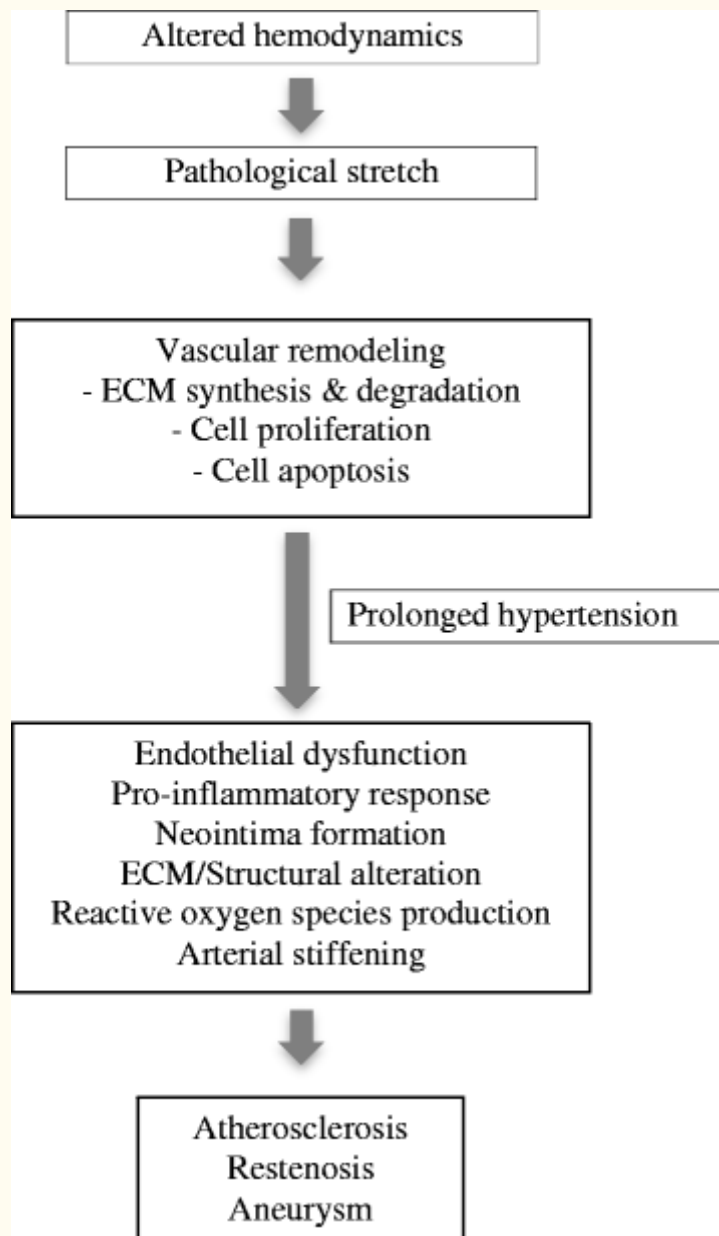 Altered hemodynamics
Pathological stretch
Vascular remodeling
- ECM synthesis & degradation
- Cell proliferation
- Cell apoptosis
Prolonged hypertension
Endothelial dysfunction
Pro-inflammatory response
Neointima formation
ECM/Structural alteration
Reactive oxygen species production
Arterial stiffening
Atherosclerosis
Restenosis
Aneurysm